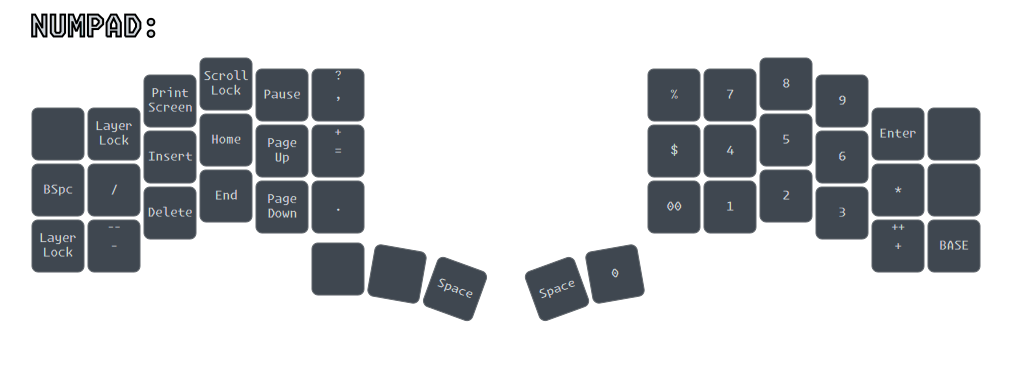 NUMPAD:
Layer
Lock
Print
Screen
Scroll
Lock
Pause
?
,
%
7
8
9
Enter
BSpc
/
Insert
Home
Page
Up
+
=
$
4
5
6
*
Layer
Lock
--
-
Delete
End
Page
Down
.
00
1
2
3
++
+
BASE
Space
Space
0